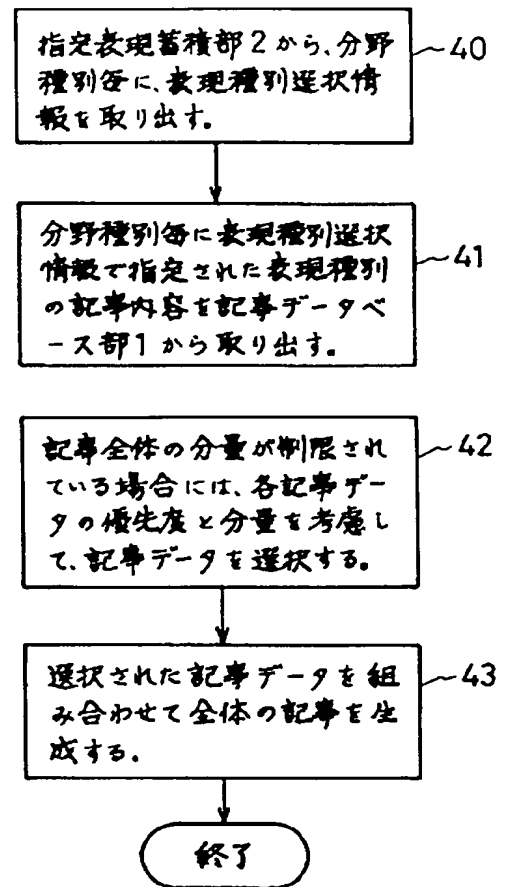 指定表現蓄積部2から、分野
種別毎に、表現種別選択情
報を取り出す。
40
分野種別毎に表現種別選択
情報で指定された表現種別
の記事内容を記事データベ
ース部1から取り出す。
41
記事全体の分量が制限され
ている場合には、各記事デー
タの優先度と分量を考慮し
て、記事データを選択する。
42
選択された記事データを組
み合わせて全体の記事を生
成する。
43
終了